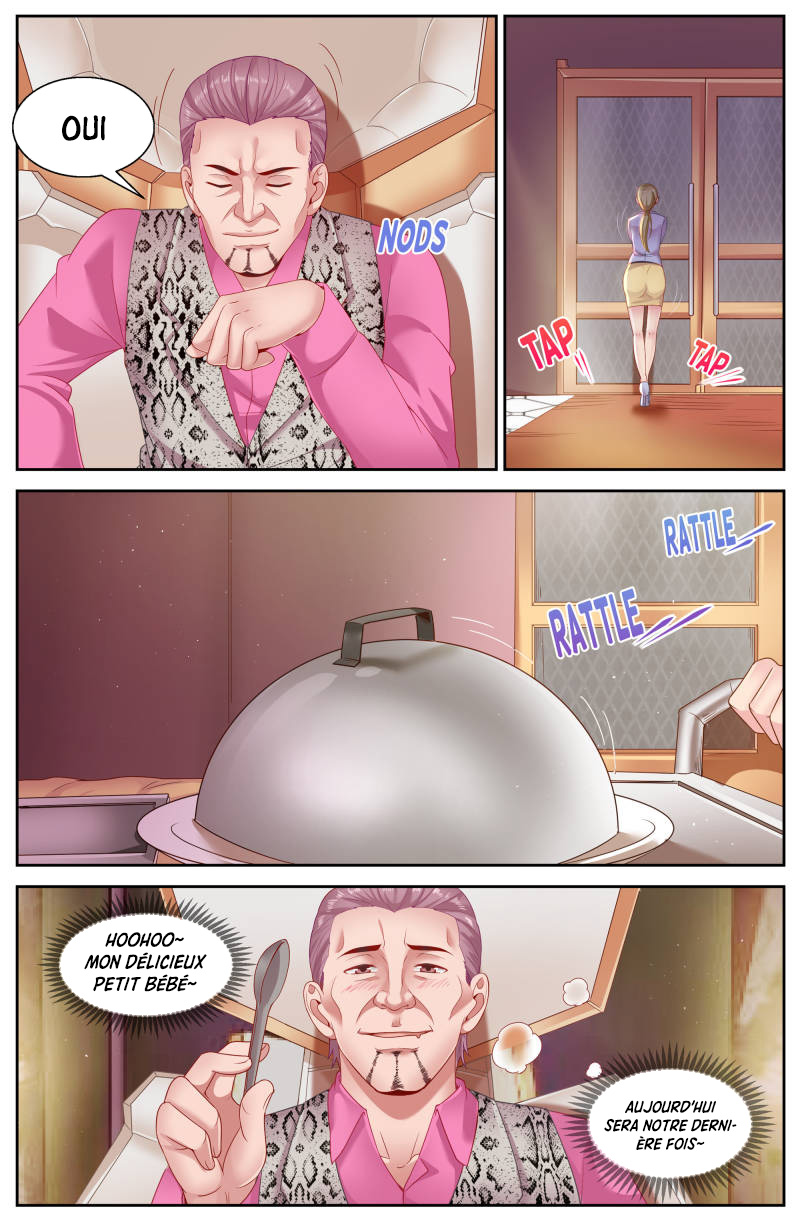 OUI
NODS
TAP
TAP
RATTLE
RATTLE
HOOHOO~
MON DÉLICIEUX
PETIT BÉBÉ~
AUJOURD'HUI
SERA NOTRE DERNI-
ÈRE FOIS~